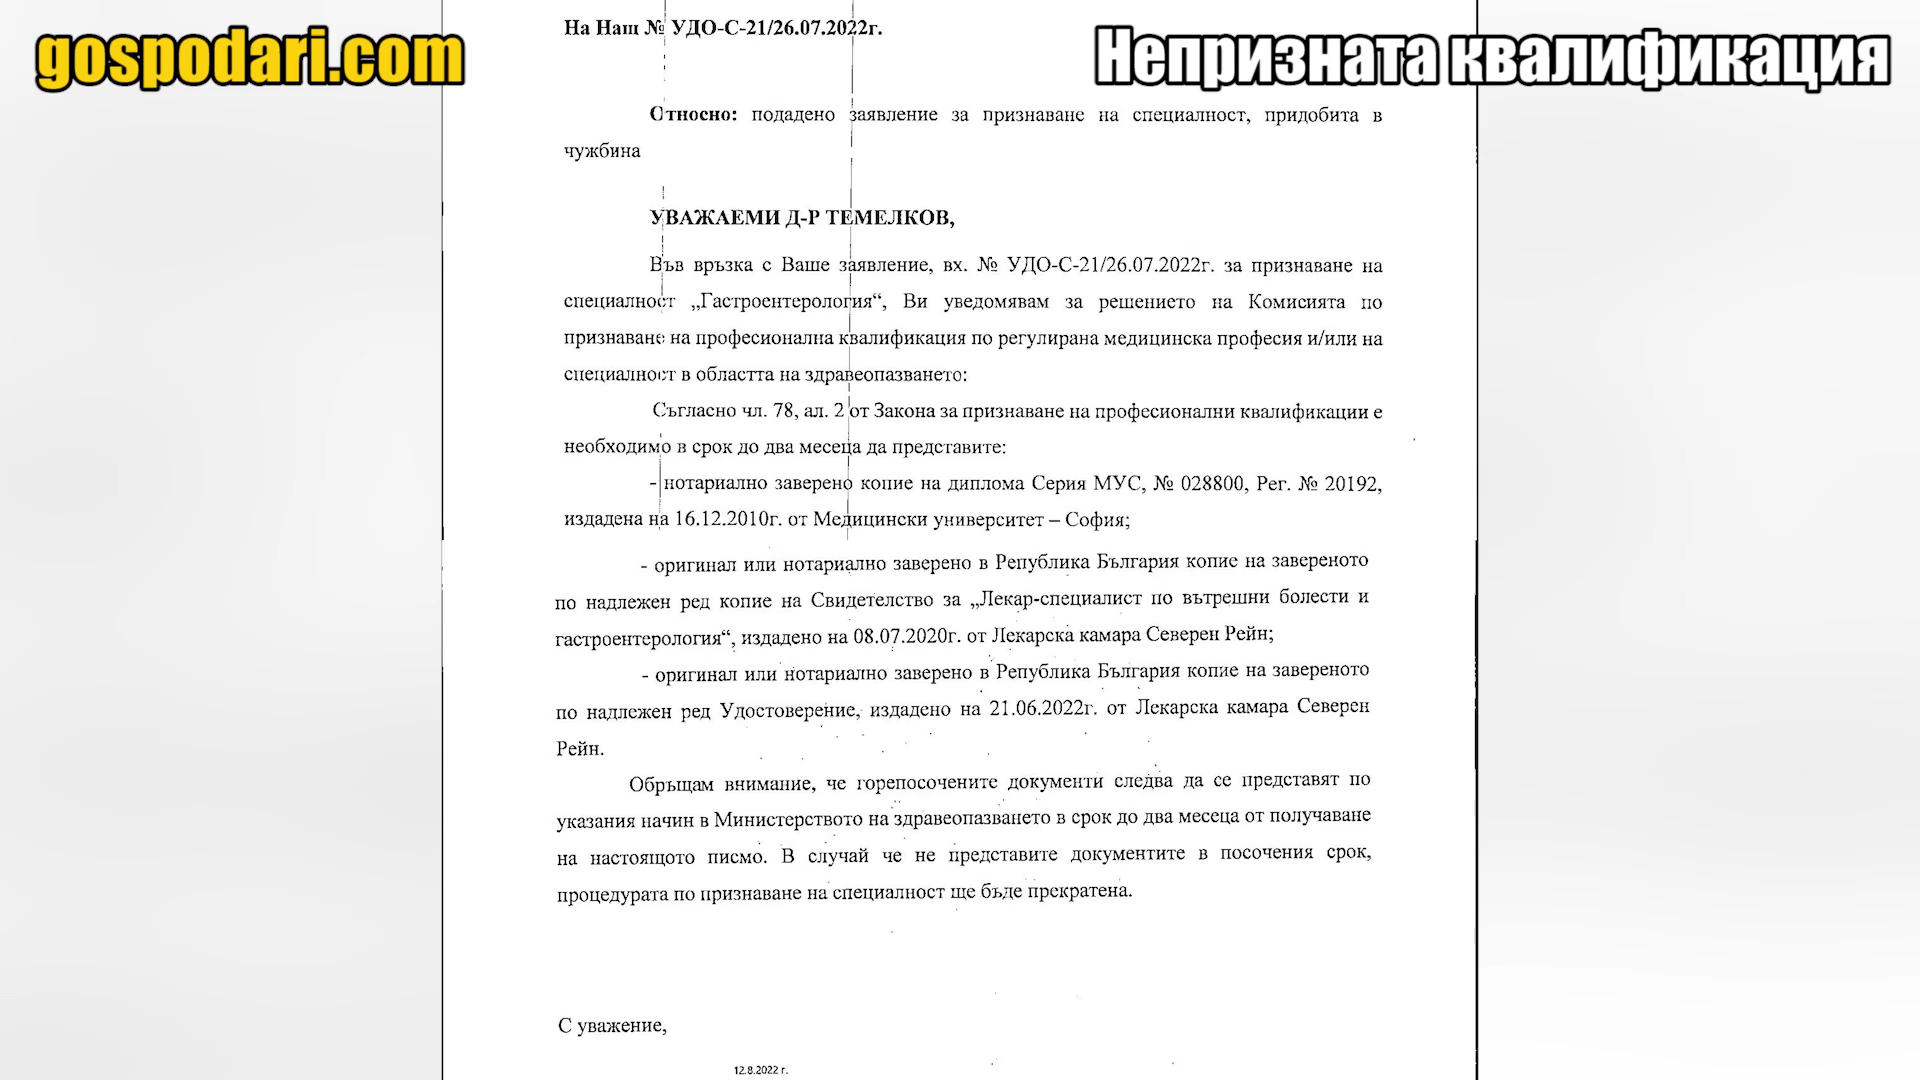 gospodari.com
Непризната квалификация
На Наш № УДО-С-21/26.07.2022г.
Относно: подадено заявление за признаване на специалност, придобита в
чужбина
УВАЖАЕМИ Д-Р ТЕМЕЛКОВ,
Във връзка с Ваше заявление, вх. № УДО-С-21/26.07.2022г. за признаване на
специалност „Гастроентерология“, Ви уведомявам за решението на Комисията по
признаване на професионална квалификация по регулирана медицинска професия и/или на
специалност в областта на здравеопазването:
Съгласно чл. 78, ал. 2 от Закона за признаване на професионални квалификации е
необходимо в срок до два месеца да представите:
- нотариално заверено копие на диплома Серия МУС, № 028800, Рег. № 20192,
издадена на 16.12.2010г. от Медицински университет – София;
- оригинал или нотариално заверено в Република България копие на завереното
по надлежен ред копие на Свидетелство за „Лекар-специалист по вътрешни болести и
гастроентерология“, издадено на 08.07.2020г. от Лекарска камара Северен Рейн;
- оригинал или нотариално заверено в Република България копие на завереното
по надлежен ред Удостоверение, издадено на 21.06.2022г. от Лекарска камара Северен
Рейн.
Обръщам внимание, че горепосочените документи следва да се представят по
указания начин в Министерството на здравеопазването в срок до два месеца от получаване
на настоящото писмо. В случай че не представите документите в посочения срок,
процедурата по признаване на специалност ще бъде прекратена.
С уважение,
12.8.2022 г.